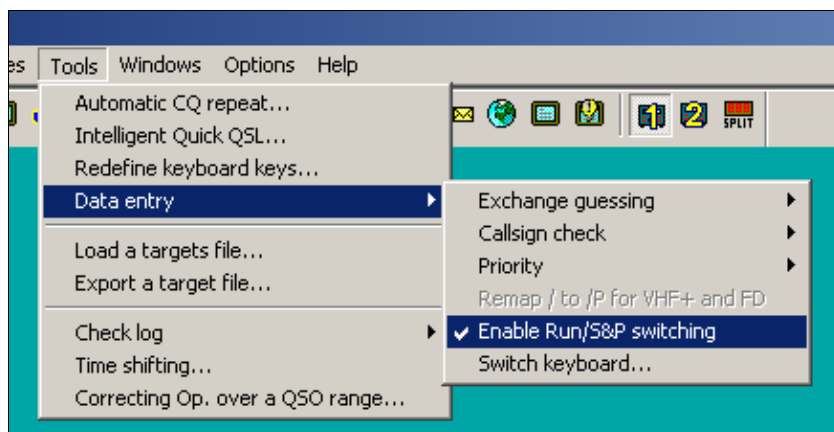 es Tools Windows Options Help
1 2 SPLIT
Automatic CQ repeat...
Intelligent Quick QSL...
Redefine keyboard keys...
Data entry
Load a targets file...
Export a target file...
Check log
Time shifting...
Correcting Op. over a QSO range...
Exchange guessing
Callsign check
Priority
Remap / to /P for VHF+ and FD
Enable Run/S&P switching
Switch keyboard...